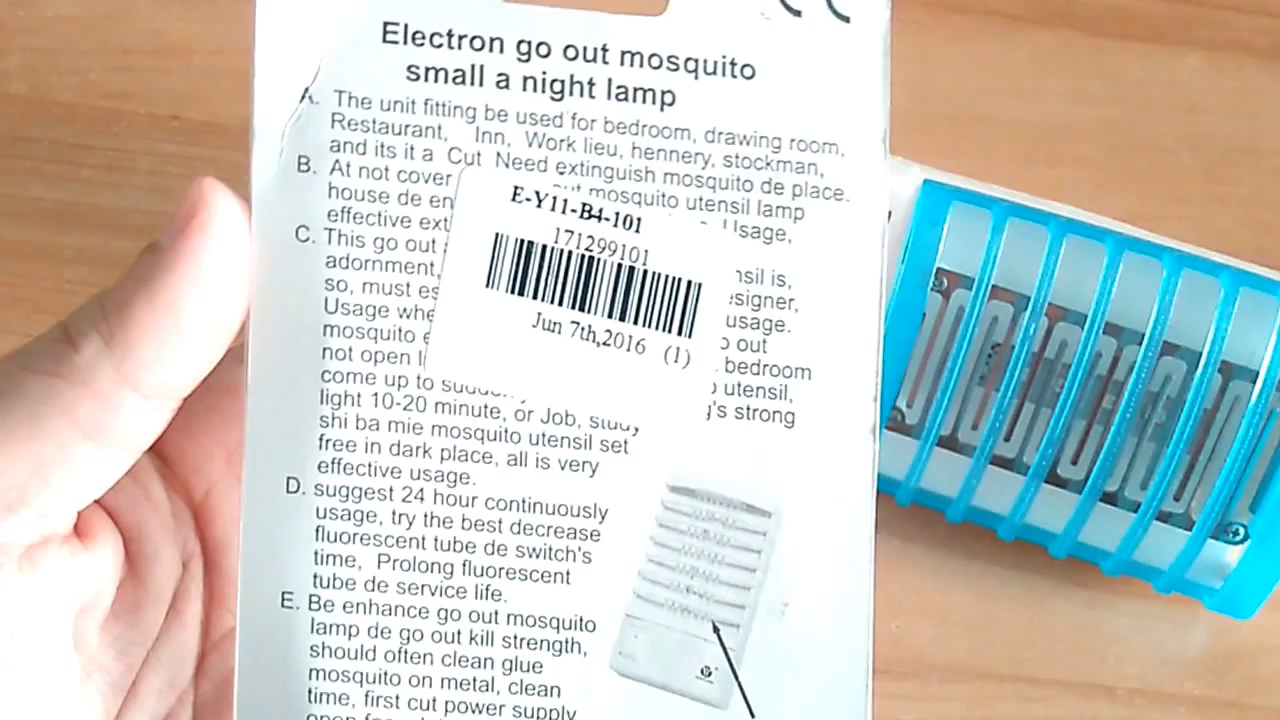 Electron go out mosquito
small a night lamp
A. The unit fitting be used for bedroom, drawing room,
Restaurant, Inn, Work lieu, hennery, stockman,
and its it a Cut Need extinguish mosquito de place.
B. At not cover
mosquito utensil lamp
house de en
Usage,
effective ext
C. This go out
adornment,
so, must es
usage.
Usage whe
out
mosquito e
bedroom
not open
utensil,
come up to
's strong
light 10-20 minute, or Job, study
shi ba mie mosquito utensil set
free in dark place, all is very
effective usage.
D. suggest 24 hour continuously
usage, try the best decrease
fluorescent tube de switch's
time, Prolong fluorescent
tube de service life.
E. Be enhance go out mosquito
lamp de go out kill strength,
should often clean glue
mosquito on metal, clean
time, first cut power supply
E-Y11-B4-101
171299101
Jun 7th,2016 (1)